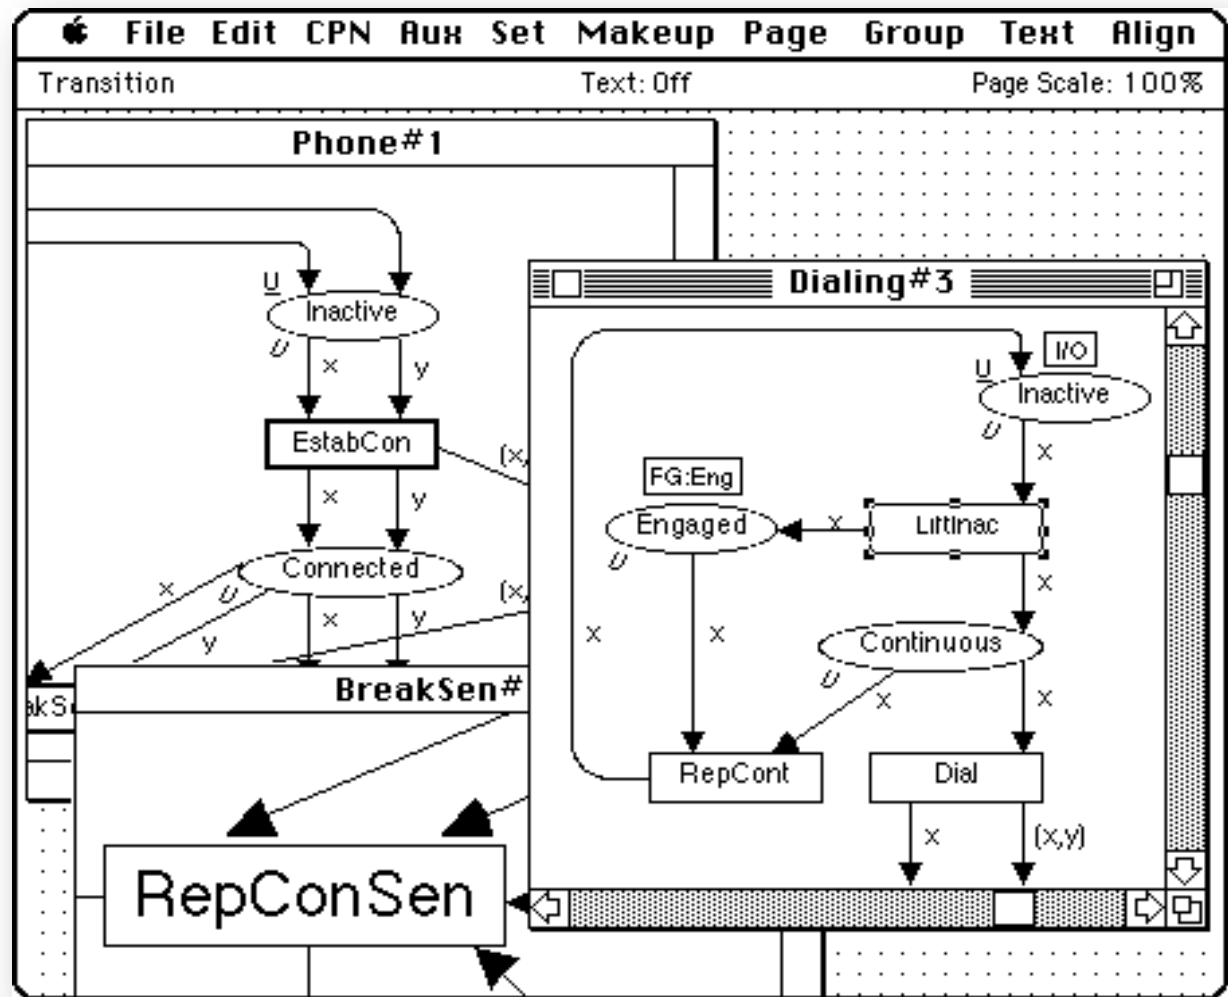 File Edit CPN Aux Set Makeup Page Group Text Align
Transition Text: Off Page Scale: 100%
Phone#1
U
Inactive
U
x y
EstabCon
(x,
x y
Connected
U
x
(x,
x y
y
BreakSen#
RepConSen
Dialing#3
I/O
U
Inactive
U
x
FG:Eng
Engaged
x
LiftInac
U
x
Continuous
x x
U
x x
RepCont
Dial
x (x,y)